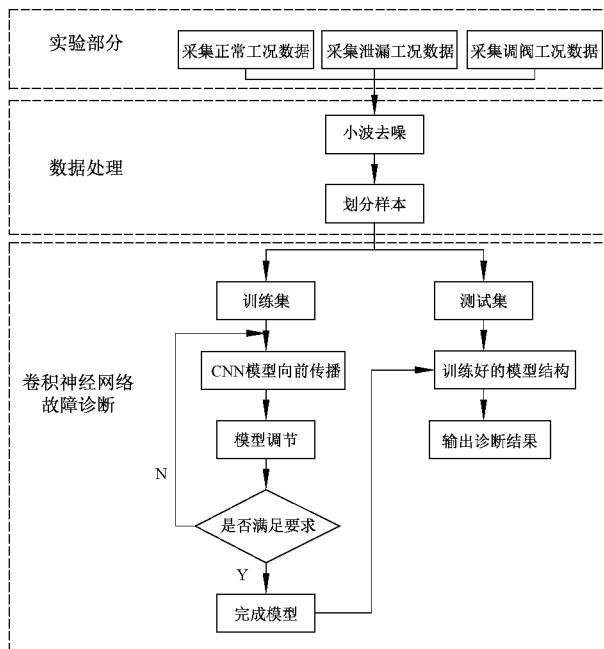 实验部分
采集正常工况数据
采集泄漏工况数据
采集调阀工况数据
数据处理
小波去噪
划分样本
卷积神经网络
故障诊断
训练集
测试集
CNN模型向前传播
训练好的模型结构
模型调节
输出诊断结果
N
是否满足要求
Y
完成模型